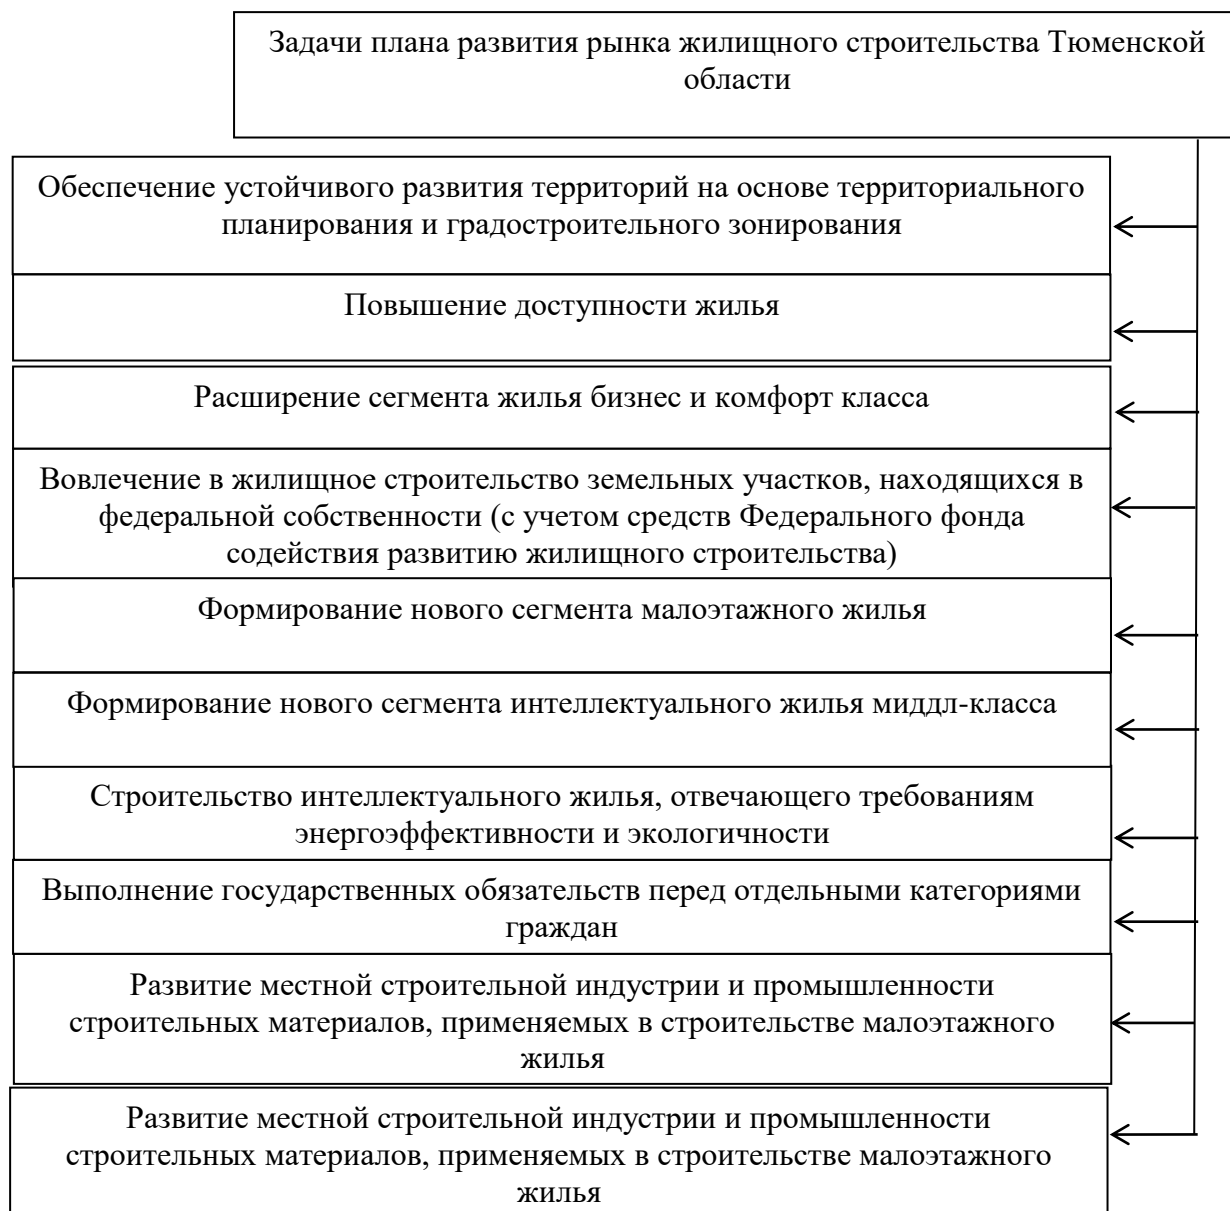 Задачи плана развития рынка жилищного строительства Тюменской
области
Обеспечение устойчивого развития территорий на основе территориального
планирования и градостроительного зонирования
Повышение доступности жилья
Расширение сегмента жилья бизнес и комфорт класса
Вовлечение в жилищное строительство земельных участков, находящихся в
федеральной собственности (с учетом средств Федерального фонда
содействия развитию жилищного строительства)
Формирование нового сегмента малоэтажного жилья
Формирование нового сегмента интеллектуального жилья миддл-класса
Строительство интеллектуального жилья, отвечающего требованиям
энергоэффективности и экологичности
Выполнение государственных обязательств перед отдельными категориями
граждан
Развитие местной строительной индустрии и промышленности
строительных материалов, применяемых в строительстве малоэтажного
жилья
Развитие местной строительной индустрии и промышленности
строительных материалов, применяемых в строительстве малоэтажного
жилья